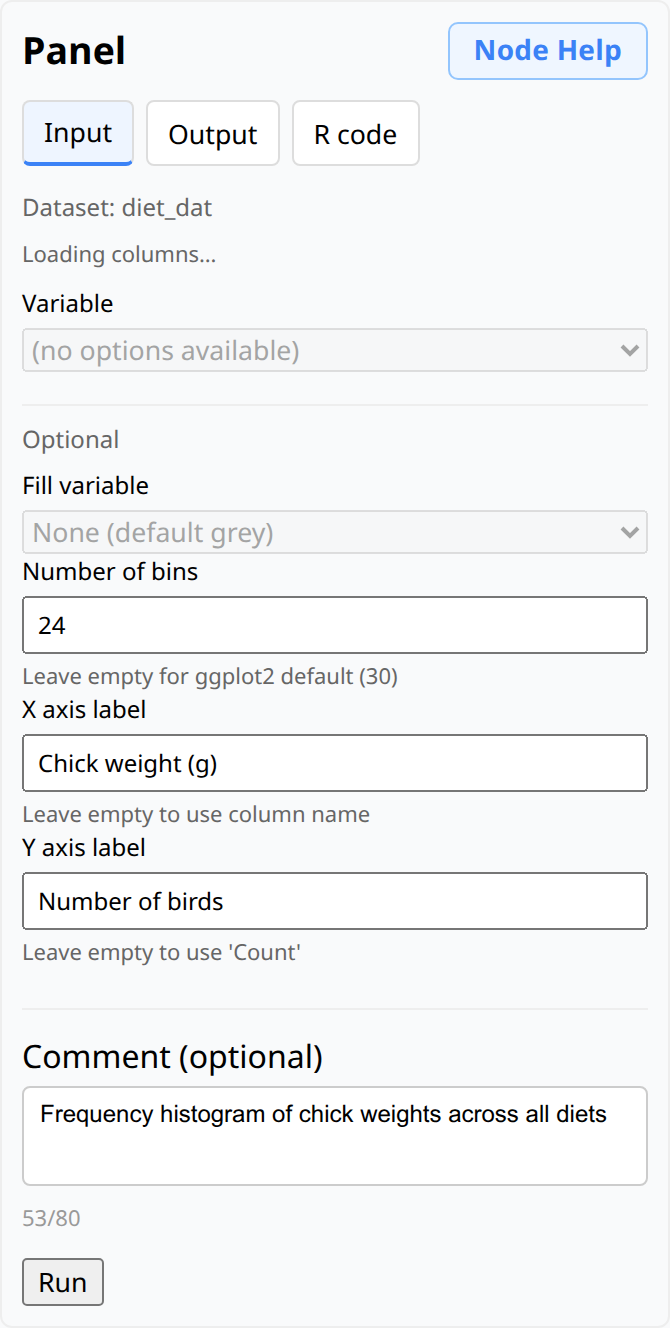 Panel
Node Help
Input
Output
R code
Dataset: diet_dat
Loading columns...
Variable
(no options available)
Optional
Fill variable
None (default grey)
Number of bins
24
Leave empty for ggplot2 default (30)
X axis label
Chick weight (g)
Leave empty to use column name
Y axis label
Number of birds
Leave empty to use 'Count'
Comment (optional)
Frequency histogram of chick weights across all diets
53/80
Run